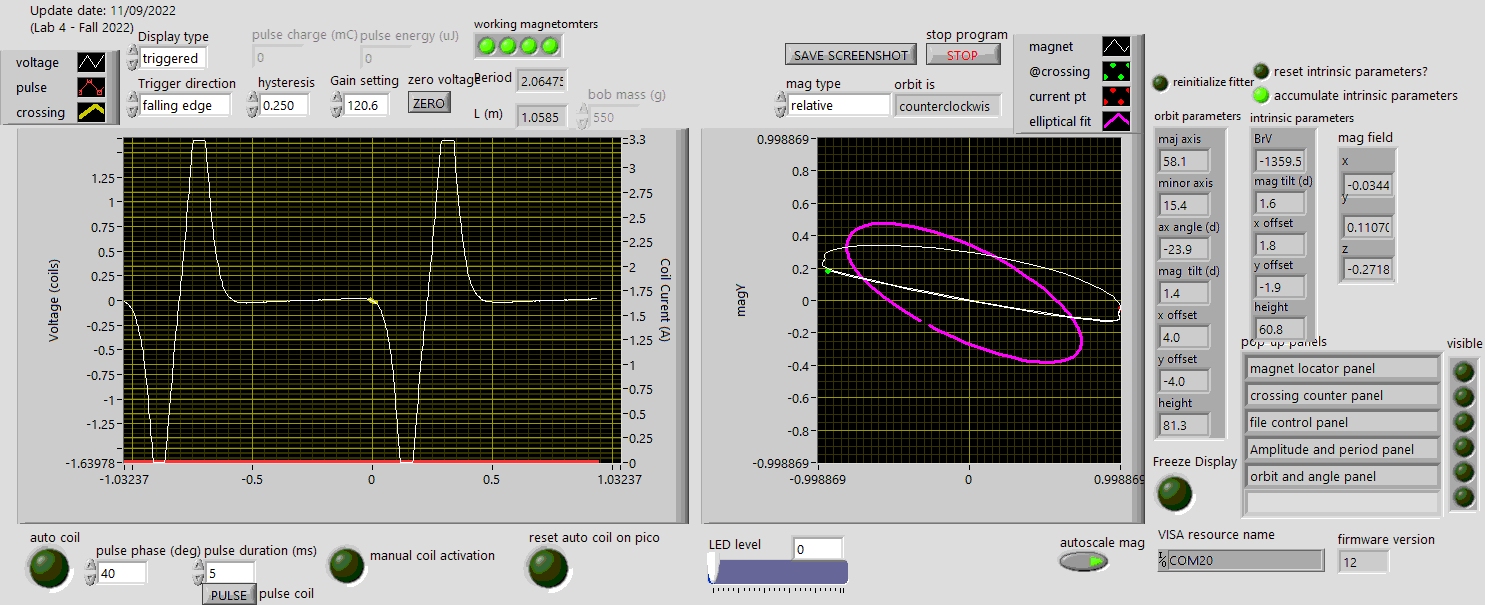 Update date: 11/09/2022
(Lab 4 - Fall 2022)
voltage
pulse
crossing
Display type
triggered
Trigger direction
falling edge
pulse charge (mC)
0
pulse energy (uJ)
0
hysteresis
0.250
Gain setting
120.6
zero voltage
ZERO
working magnetomters
Period
2.06475
L (m)
1.0585
bob mass (g)
550
SAVE SCREENSHOT
stop program
STOP
mag type
relative
orbit is
counterclockwis
magnet
@crossing
current pt
elliptical fit
reinitialize fitter
reset intrinsic parameters?
accumulate intrinsic parameters
Voltage (coils)
1.25
1
0.75
0.5
0.25
0
-0.25
-0.5
-0.75
-1
-1.25
-1.63978
-1.03237
-0.5
0
0.5
1.03237
3.3
3
2.75
2.5
2.25
2
1.75
1.5
1.25
1
0.75
0.5
0.25
0
Coil Current (A)
magY
0.998869
0.8
0.6
0.4
0.2
0
-0.2
-0.4
-0.6
-0.8
-0.998869
-0.998869
0
0.998869
orbit parameters
maj axis
58.1
minor axis
15.4
ax angle (d)
-23.9
mag tilt (d)
1.4
x offset
4.0
y offset
-4.0
height
81.3
intrinsic parameters
BrV
-1359.5
mag tilt (d)
1.6
x offset
1.8
y offset
-1.9
height
60.8
mag field
x
-0.0344
y
0.1107
z
-0.2718
pop up panels
visible
magnet locator panel
crossing counter panel
file control panel
Amplitude and period panel
orbit and angle panel
Freeze Display
auto coil
pulse phase (deg)
40
pulse duration (ms)
5
PULSE
pulse coil
manual coil activation
reset auto coil on pico
LED level
0
autoscale mag
VISA resource name
COM20
firmware version
12